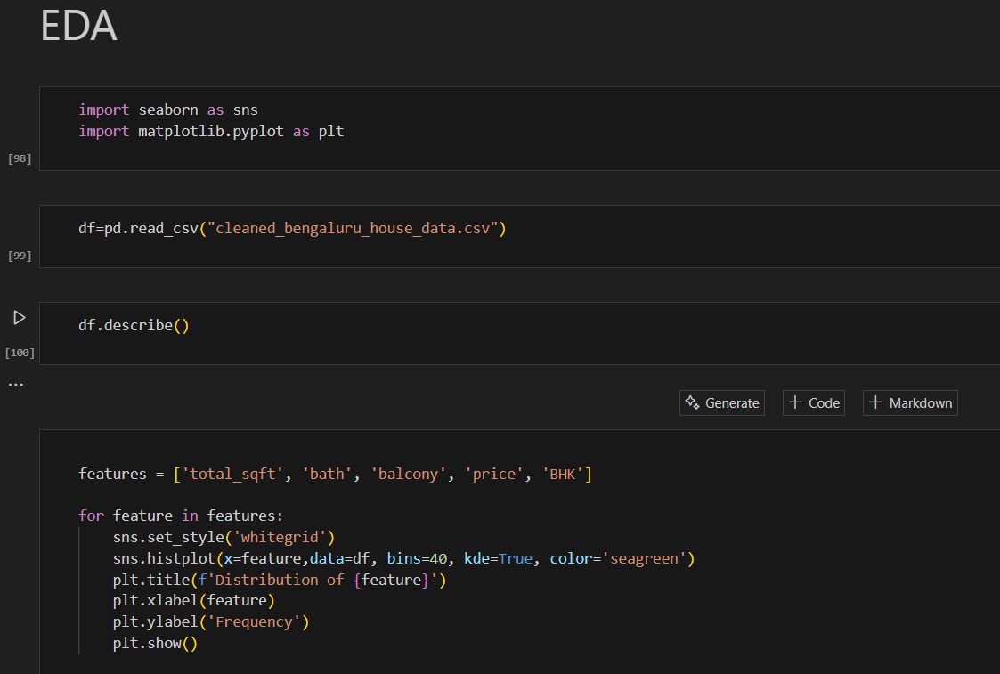 EDA
import seaborn as sns
import matplotlib.pyplot as plt
[98]
df=pd.read_csv("cleaned_bengaluru_house_data.csv")
[99]
df.describe()
[100]
...
Generate + Code + Markdown
features = ['total_sqft', 'bath', 'balcony', 'price', 'BHK']
for feature in features:
    sns.set_style('whitegrid')
    sns.histplot(x=feature,data=df, bins=40, kde=True, color='seagreen')
    plt.title(f'Distribution of {feature}')
    plt.xlabel(feature)
    plt.ylabel('Frequency')
    plt.show()